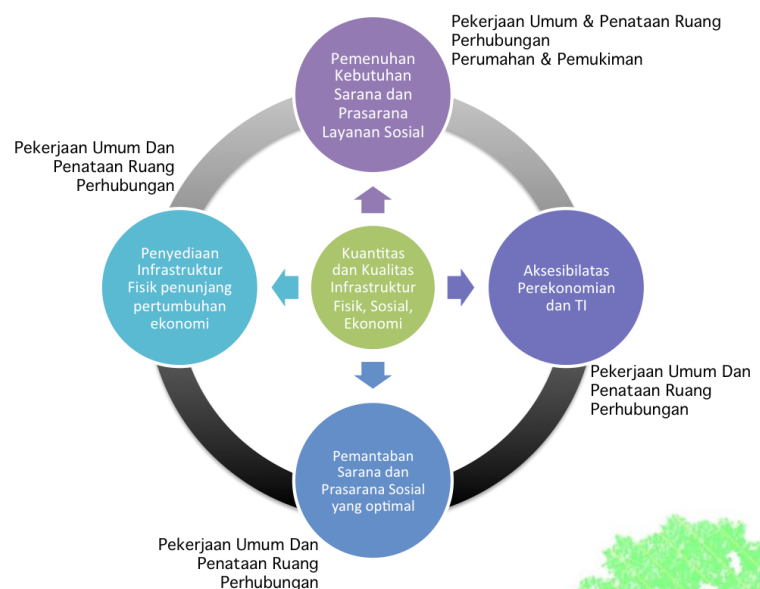 Pekerjaan Umum & Penataan Ruang
Perhubungan
Perumahan & Pemukiman
Pemenuhan
Kebutuhan
Sarana dan
Prasarana
Layanan Sosial
Pekerjaan Umum Dan
Penataan Ruang
Perhubungan
Penyediaan
Infrastruktur
Fisik penunjang
pertumbuhan
ekonomi
Kuantitas
dan Kualitas
Infrastruktur
Fisik, Sosial,
Ekonomi
Aksesibilatas
Perekonomian
dan TI
Pekerjaan Umum Dan
Penataan Ruang
Perhubungan
Pemantaban
Sarana dan
Prasarana Sosial
yang optimal
Pekerjaan Umum Dan
Penataan Ruang
Perhubungan